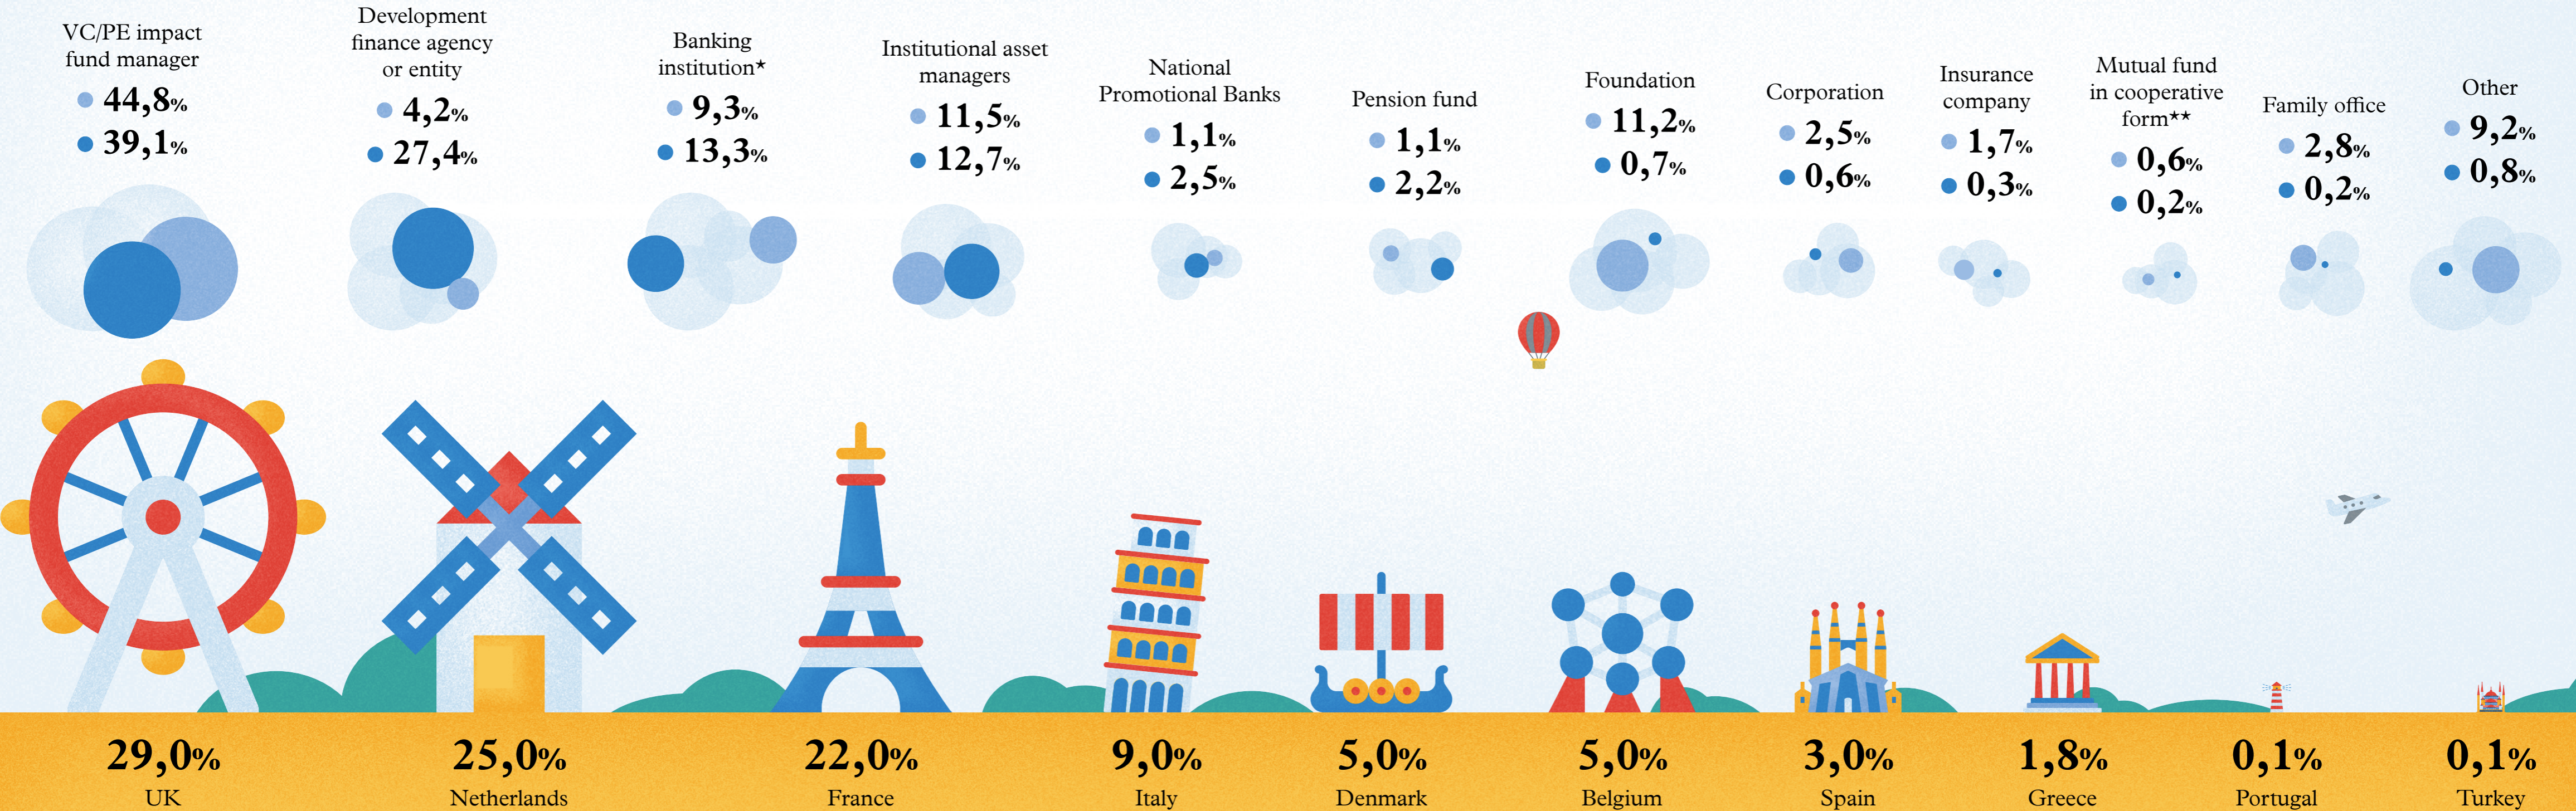 VC/PE impact
fund manager
44,8%
39,1%
Development
finance agency
or entity
4,2%
27,4%
Banking
institution★
9,3%
13,3%
Institutional asset
managers
11,5%
12,7%
National
Promotional Banks
1,1%
2,5%
Pension fund
1,1%
2,2%
Foundation
11,2%
0,7%
Corporation
2,5%
0,6%
Insurance
company
1,7%
0,3%
Mutual fund
in cooperative
form★★
0,6%
0,2%
Family office
2,8%
0,2%
Other
9,2%
0,8%
29,0%
UK
25,0%
Netherlands
22,0%
France
9,0%
Italy
5,0%
Denmark
5,0%
Belgium
3,0%
Spain
1,8%
Greece
0,1%
Portugal
0,1%
Turkey